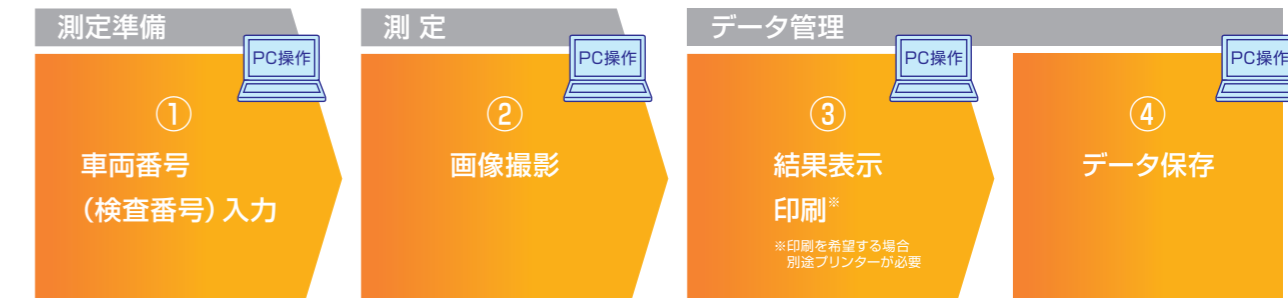 測定準備
PC操作
①
車両番号
（検査番号）入力
測 定
PC操作
②
画像撮影
データ管理
PC操作
③
結果表示
印刷※
※印刷を希望する場合
別途プリンターが必要
PC操作
④
データ保存